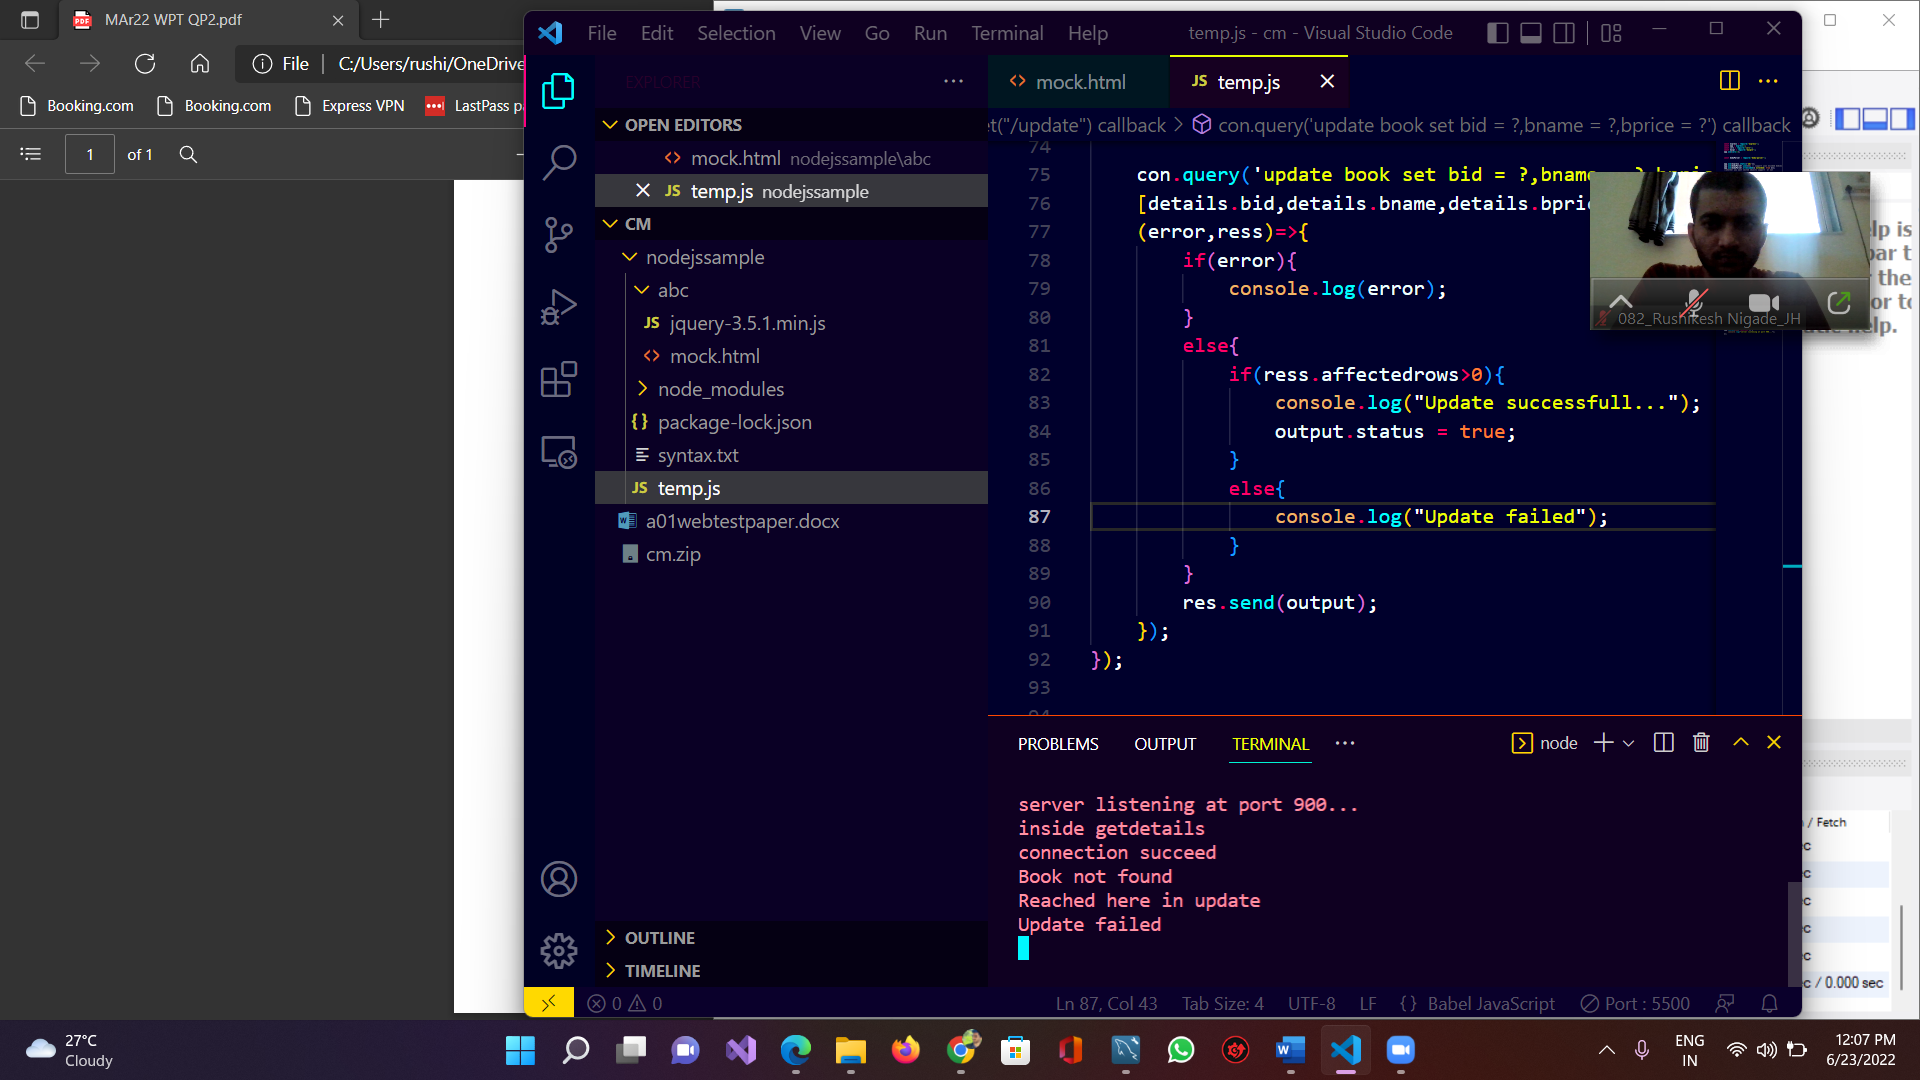 MAr22 WPT QP2.pdf
File
C:/Users/rushi/OneDrive
Booking.com
Booking.com
Express VPN
LastPass
1
of 1
File Edit Selection View Go Run Terminal Help
temp.js - cm - Visual Studio Code
EXPLORER
OPEN EDITORS
mock.html nodejssample\abc
temp.js nodejssample
CM
nodejssample
abc
JS jquery-3.5.1.min.js
mock.html
node_modules
package-lock.json
syntax.txt
JS temp.js
a01webtestpaper.docx
cm.zip
OUTLINE
TIMELINE
mock.html
JS temp.js
et("/update") callback > con.query('update book set bid = ?,bname = ?,bprice = ?') callback
74
75 con.query('update book set bid = ?,bname
76 [details.bid,details.bname,details.bpri
77 (error,ress)=>{
78 if(error){
79 console.log(error);
80 }
81 else{
82 if(ress.affectedrows>0){
83 console.log("Update successfull...");
84 output.status = true;
85 }
86 else{
87 console.log("Update failed");
88 }
89 }
90 res.send(output);
91 });
92 });
93
082_Rushikesh Nigade_JH
PROBLEMS OUTPUT TERMINAL
node
server listening at port 900...
inside getdetails
connection succeed
Book not found
Reached here in update
Update failed
0 0
Ln 87, Col 43
Tab Size: 4
UTF-8
LF
{ } Babel JavaScript
Port : 5500
/ Fetch
ec / 0.000 sec
27°C
Cloudy
ENG
IN
12:07 PM
6/23/2022